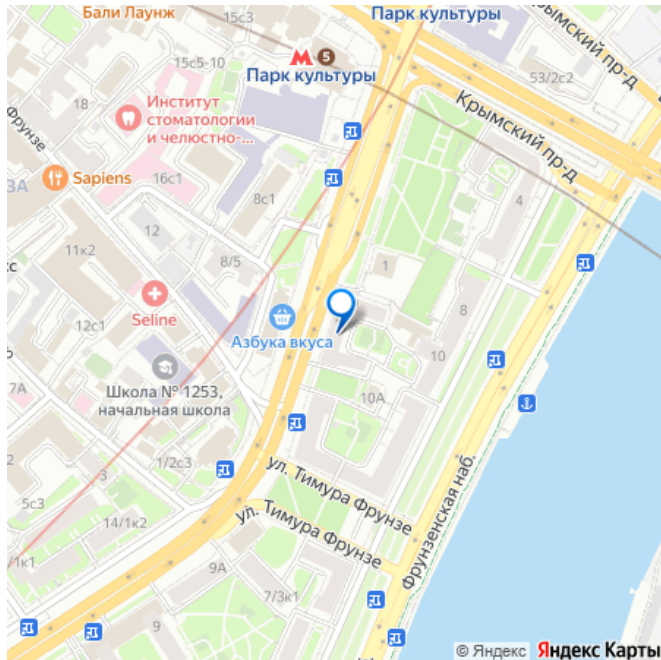 Бали Лаунж
15с3
Парк культуры
5
15с5-10
Парк культуры
Крымский пр-д
53/2с2
18
Институт
стоматологии
и челюстно-...
Крымский пр-д
Фрунзе
3А
Sapiens
16с1
8с1
4
12
11к2
8/5
1
сс
Seline
8
12с1
Азбука вкуса
10
7А
Школа № 1253,
начальная школа
10А
1/2с3
ул. Тимура Фрунзе
5с3
14/1к2
ул. Тимура Фрунзе
Фрунзенская наб.
/1к1
9А
7/3к1
9
© Яндекс Яндекс Карты